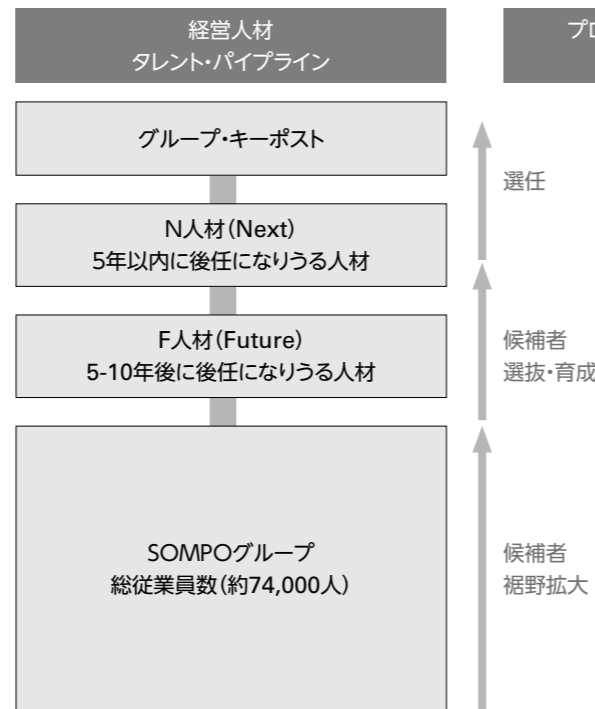 経営人材
タレント・パイプライン
プロ
グループ・キーポスト
選任
N人材(Next)
5年以内に後任になりうる人材
F人材(Future)
5-10年後に後任になりうる人材
候補者
選抜・育成
SOMPOグループ
総従業員数(約74,000人)
候補者
裾野拡大